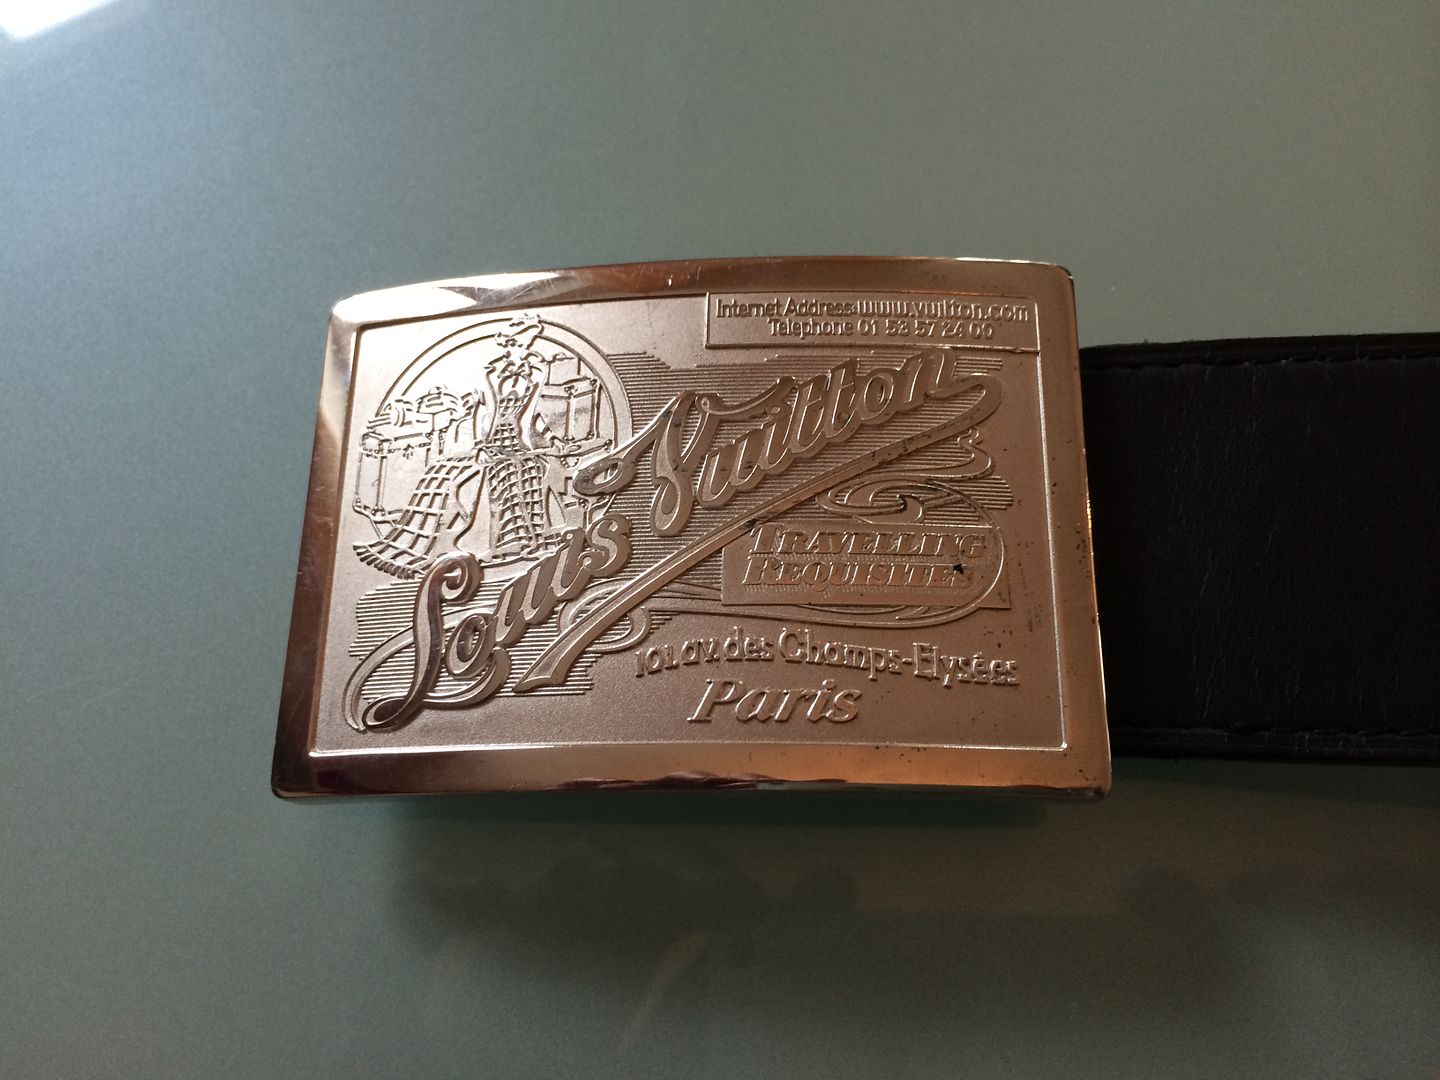 Internet Address:www.vuitton.com
Telephone 01 53 57 24 00
Louis Vuitton
TRAVELLING
REQUISITES
101, av. des Champs-Elysées
Paris